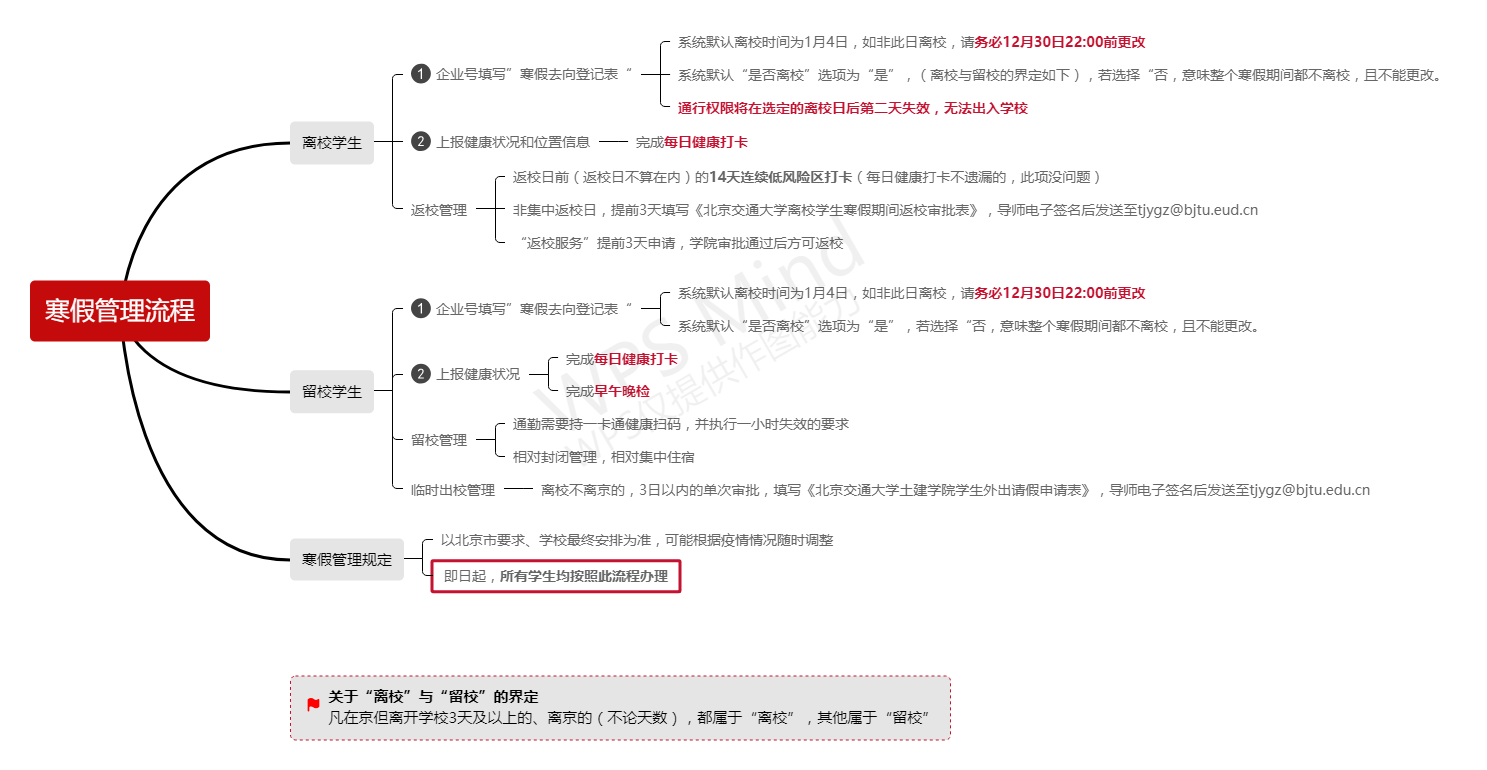 寒假管理流程
离校学生
1 企业号填写”寒假去向登记表“
系统默认离校时间为1月4日，如非此日离校，请务必12月30日22:00前更改
系统默认“是否离校”选项为“是”，（离校与留校的界定如下），若选择“否，意味整个寒假期间都不离校，且不能更改。
通行权限将在选定的离校日后第二天失效，无法出入学校
2 上报健康状况和位置信息
完成每日健康打卡
返校管理
返校日前（返校日不算在内）的14天连续低风险区打卡（每日健康打卡不遗漏的，此项没问题）
非集中返校日，提前3天填写《北京交通大学离校学生寒假期间返校审批表》，导师电子签名后发送至tjygz@bjtu.eud.cn
“返校服务”提前3天申请，学院审批通过后方可返校
留校学生
1 企业号填写”寒假去向登记表“
系统默认离校时间为1月4日，如非此日离校，请务必12月30日22:00前更改
系统默认“是否离校”选项为“是”，若选择“否，意味整个寒假期间都不离校，且不能更改。
2 上报健康状况
完成每日健康打卡
完成早午晚检
留校管理
通勤需要持一卡通健康扫码，并执行一小时失效的要求
相对封闭管理，相对集中住宿
临时出校管理
离校不离京的，3日以内的单次审批，填写《北京交通大学土建学院学生外出请假申请表》，导师电子签名后发送至tjygz@bjtu.edu.cn
寒假管理规定
以北京市要求、学校最终安排为准，可能根据疫情情况随时调整
即日起，所有学生均按照此流程办理
关于“离校”与“留校”的界定
凡在京但离开学校3天及以上的、离京的（不论天数），都属于“离校”，其他属于“留校”
WPS Mind
WPS仅提供作图能力